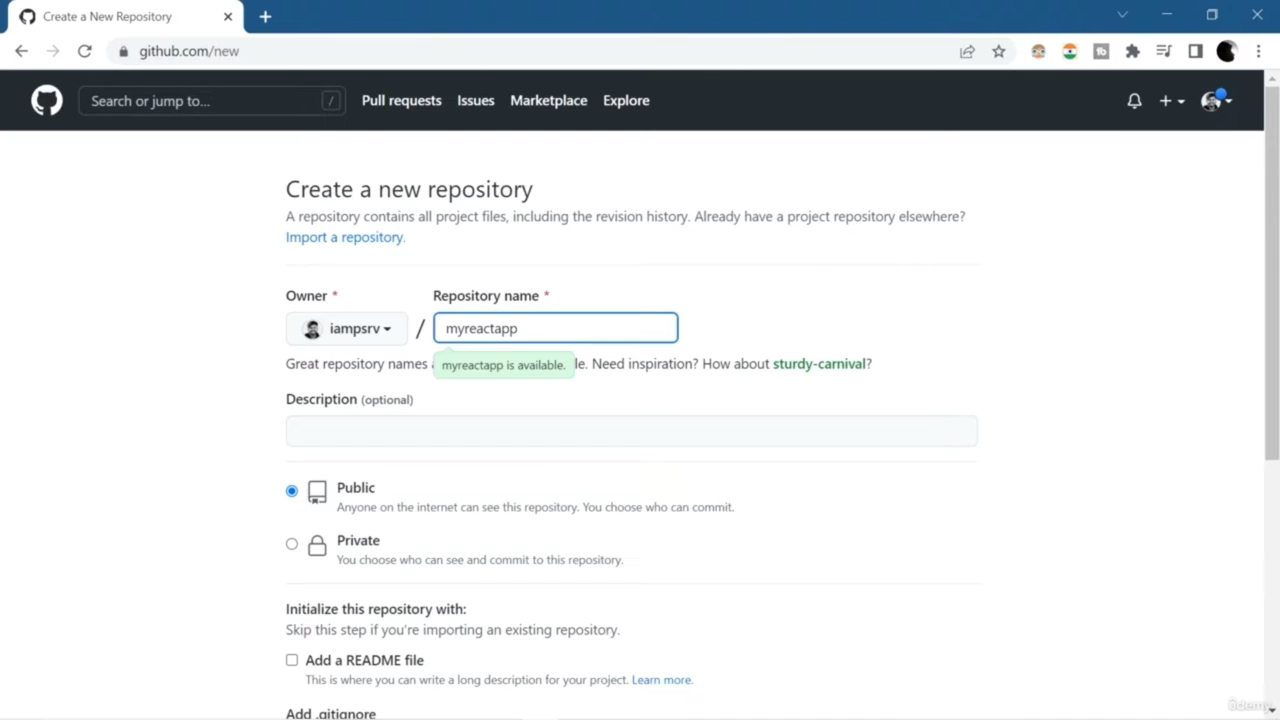 Create a New Repository
github.com/new
Search or jump to... /
Pull requests Issues Marketplace Explore
Create a new repository
A repository contains all project files, including the revision history. Already have a project repository elsewhere?
Import a repository.
Owner * Repository name *
iampsrv / myreactapp
Great repository names myreactapp is available. le. Need inspiration? How about sturdy-carnival?
Description (optional)
Public
Anyone on the internet can see this repository. You choose who can commit.
Private
You choose who can see and commit to this repository.
Initialize this repository with:
Skip this step if you're importing an existing repository.
Add a README file
This is where you can write a long description for your project. Learn more.
Add .gitignore
ûdemy